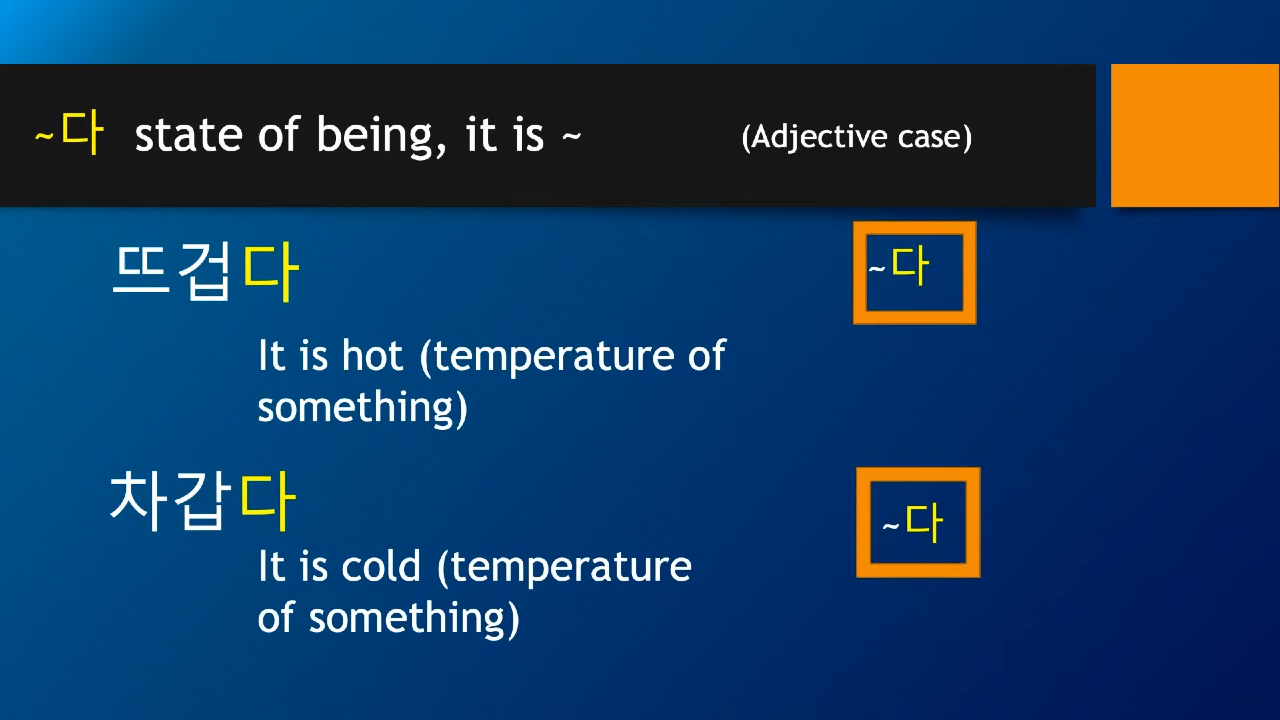 ~다 state of being, it is ~ (Adjective case)
뜨겁다
~다
It is hot (temperature of
something)
차갑다
~다
It is cold (temperature
of something)